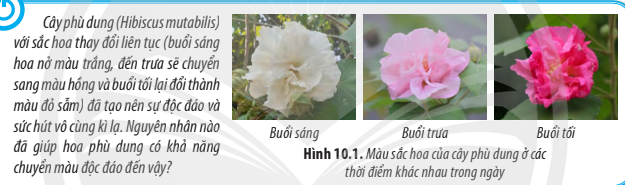 Cây phù dung (Hibiscus mutabilis)
với sắc hoa thay đổi liên tục (buổi sáng
hoa nở màu trắng, đến trưa sẽ chuyển
sang màu hồng và buổi tối lại đổi thành
màu đỏ sẫm) đã tạo nên sự độc đáo và
sức hút vô cùng kì lạ. Nguyên nhân nào
đã giúp hoa phù dung có khả năng
chuyển màu độc đáo đến vậy?
Buổi sáng
Buổi trưa
Buổi tối
Hình 10.1. Màu sắc hoa của cây phù dung ở các
thời điểm khác nhau trong ngày